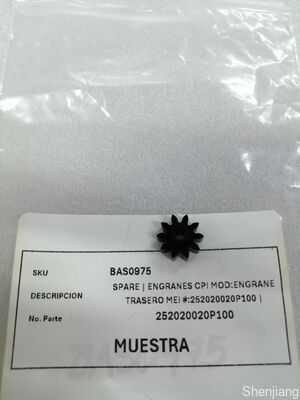 SKU BAS0975
DESCRIPCION SPARE | ENGRANES CPI MOD:ENGRANE
TRASERO MEI #:252020020P100 |
No. Parte 252020020P100
MUESTRA
Shenjiang